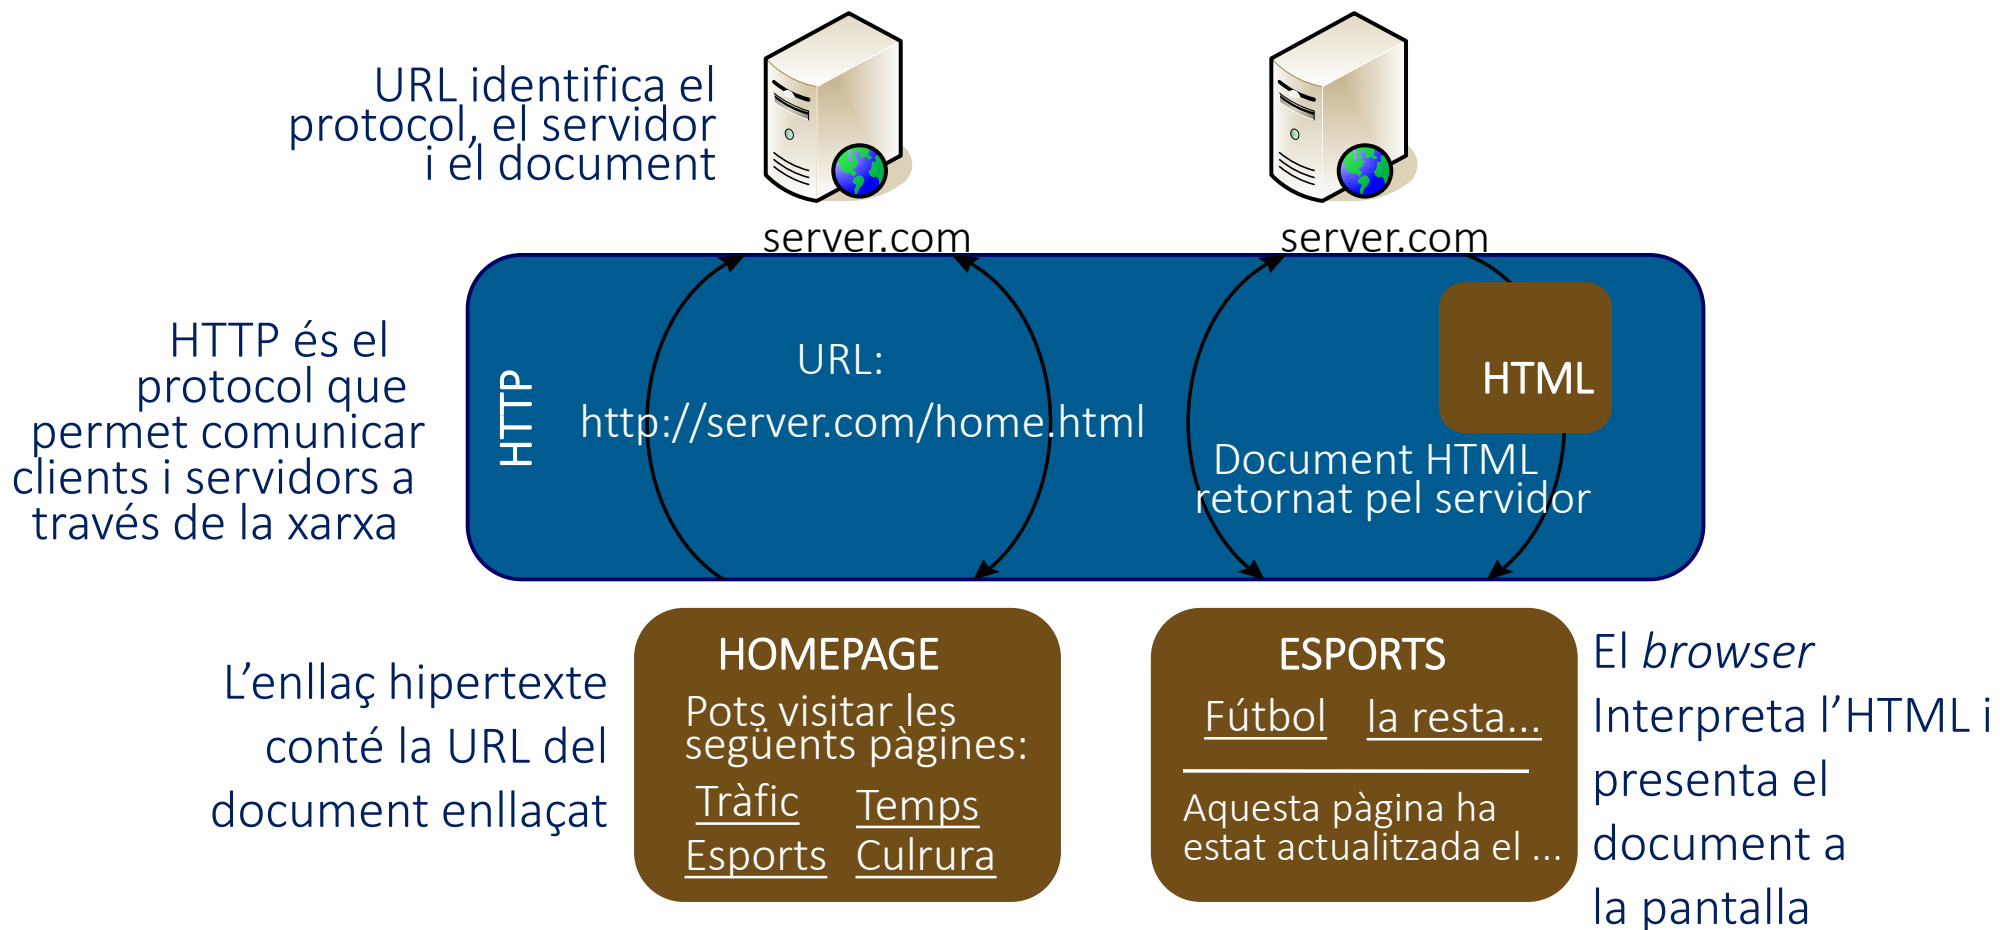 URL identifica el
protocol, el servidor
i el document
server.com
server.com
HTTP és el
protocol que
permet comunicar
clients i servidors a
través de la xarxa
HTTP
URL:
http://server.com/home.html
HTML
Document HTML
retornat pel servidor
L’enllaç hipertexte
conté la URL del
document enllaçat
HOMEPAGE
Pots visitar les
següents pàgines:
Tràfic Temps
Esports Culrura
ESPORTS
Fútbol la resta...
Aquesta pàgina ha
estat actualitzada el ...
El browser
Interpreta l’HTML i
presenta el
document a
la pantalla